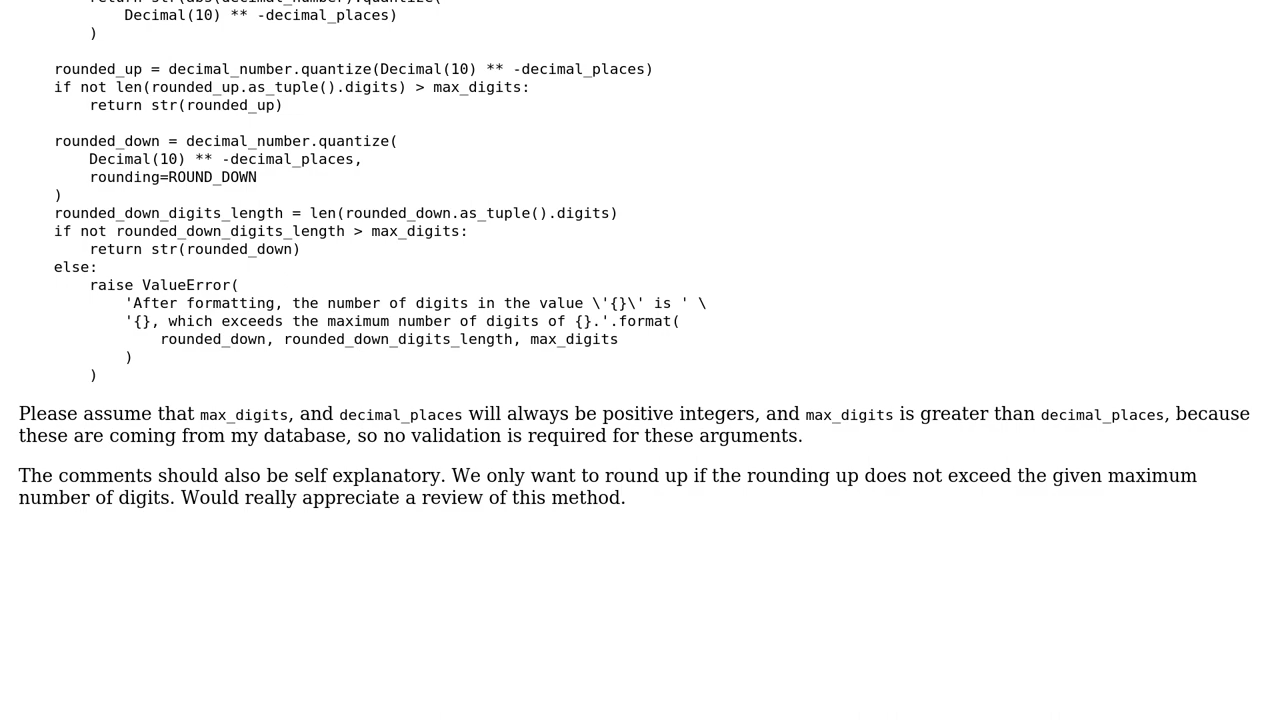 return str(abs(decimal_number).quantize(
Decimal(10) ** -decimal_places)
)
rounded_up = decimal_number.quantize(Decimal(10) ** -decimal_places)
if not len(rounded_up.as_tuple().digits) > max_digits:
return str(rounded_up)
rounded_down = decimal_number.quantize(
Decimal(10) ** -decimal_places,
rounding=ROUND_DOWN
)
rounded_down_digits_length = len(rounded_down.as_tuple().digits)
if not rounded_down_digits_length > max_digits:
return str(rounded_down)
else:
raise ValueError(
'After formatting, the number of digits in the value \'{}\' is ' \
'{}, which exceeds the maximum number of digits of {}.'.format(
rounded_down, rounded_down_digits_length, max_digits
)
)
Please assume that max_digits, and decimal_places will always be positive integers, and max_digits is greater than decimal_places, because
these are coming from my database, so no validation is required for these arguments.
The comments should also be self explanatory. We only want to round up if the rounding up does not exceed the given maximum
number of digits. Would really appreciate a review of this method.